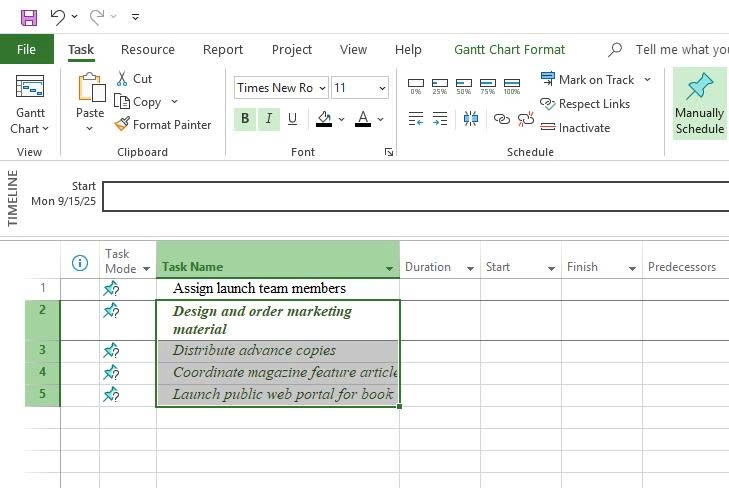 File Task Resource Report Project View Help Gantt Chart Format Tell me what you
Gantt Chart
Paste
Cut
Copy
Format Painter
Times New Ro 11
B I U A
0% 25% 50% 75% 100%
Mark on Track
Respect Links
Inactivate
Manually Schedule
View Clipboard Font Schedule
TIMELINE
Start
Mon 9/15/25
Task Mode Task Name Duration Start Finish Predecessors
1 Assign launch team members
2 Design and order marketing
material
3 Distribute advance copies
4 Coordinate magazine feature article
5 Launch public web portal for book